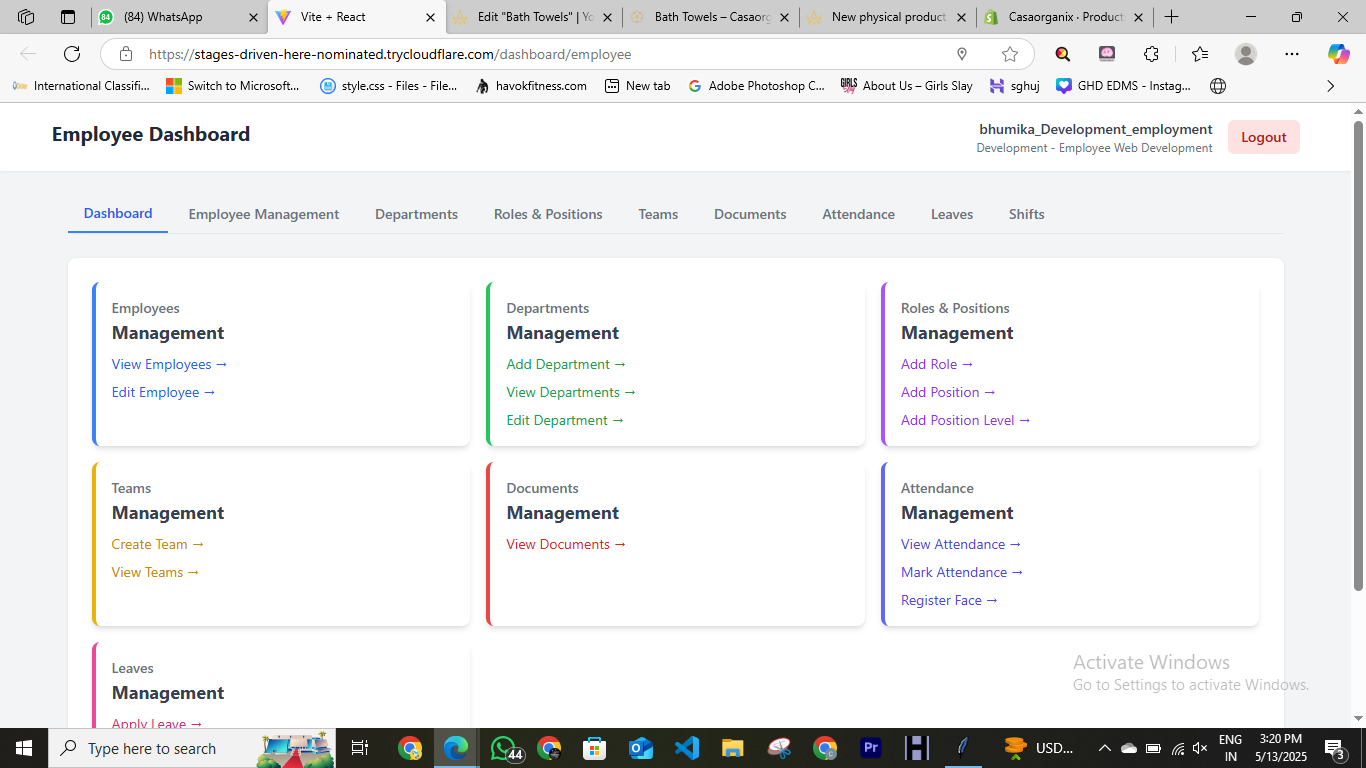 (84) WhatsApp
Vite + React
Edit "Bath Towels" | Yo
Bath Towels – Casaorg
New physical product
Casaorganix · Product
https://stages-driven-here-nominated.trycloudflare.com/dashboard/employee
International Classifi...
Switch to Microsoft...
style.css - Files - File...
havokfitness.com
New tab
Adobe Photoshop C...
About Us – Girls Slay
sghuj
GHD EDMS - Instag...
Employee Dashboard
bhumika_Development_employment
Development - Employee Web Development
Logout
Dashboard
Employee Management
Departments
Roles & Positions
Teams
Documents
Attendance
Leaves
Shifts
Employees
Management
View Employees →
Edit Employee →
Departments
Management
Add Department →
View Departments →
Edit Department →
Roles & Positions
Management
Add Role →
Add Position →
Add Position Level →
Teams
Management
Create Team →
View Teams →
Documents
Management
View Documents →
Attendance
Management
View Attendance →
Mark Attendance →
Register Face →
Leaves
Management
Apply Leave →
Activate Windows
Go to Settings to activate Windows.
Type here to search
44
Pr
USD...
ENG
IN
3:20 PM
5/13/2025
3